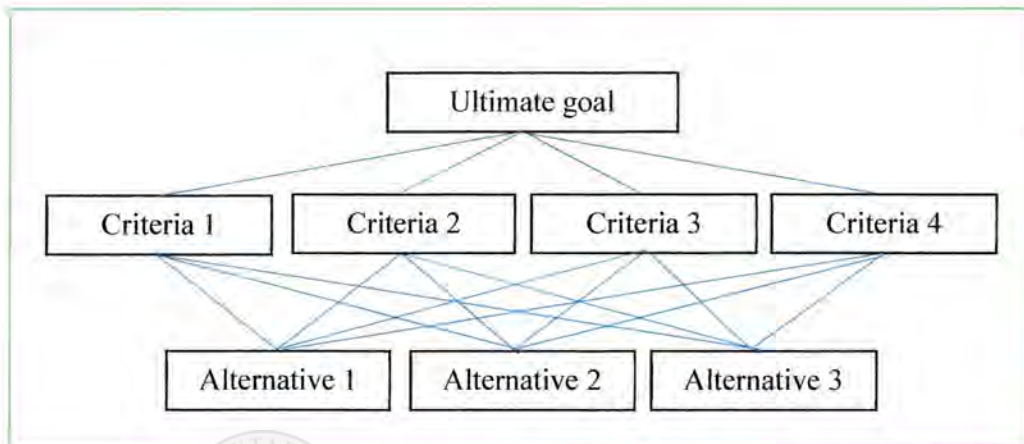 Ultimate goal
Criteria 1 Criteria 2 Criteria 3 Criteria 4
Alternative 1 Alternative 2 Alternative 3